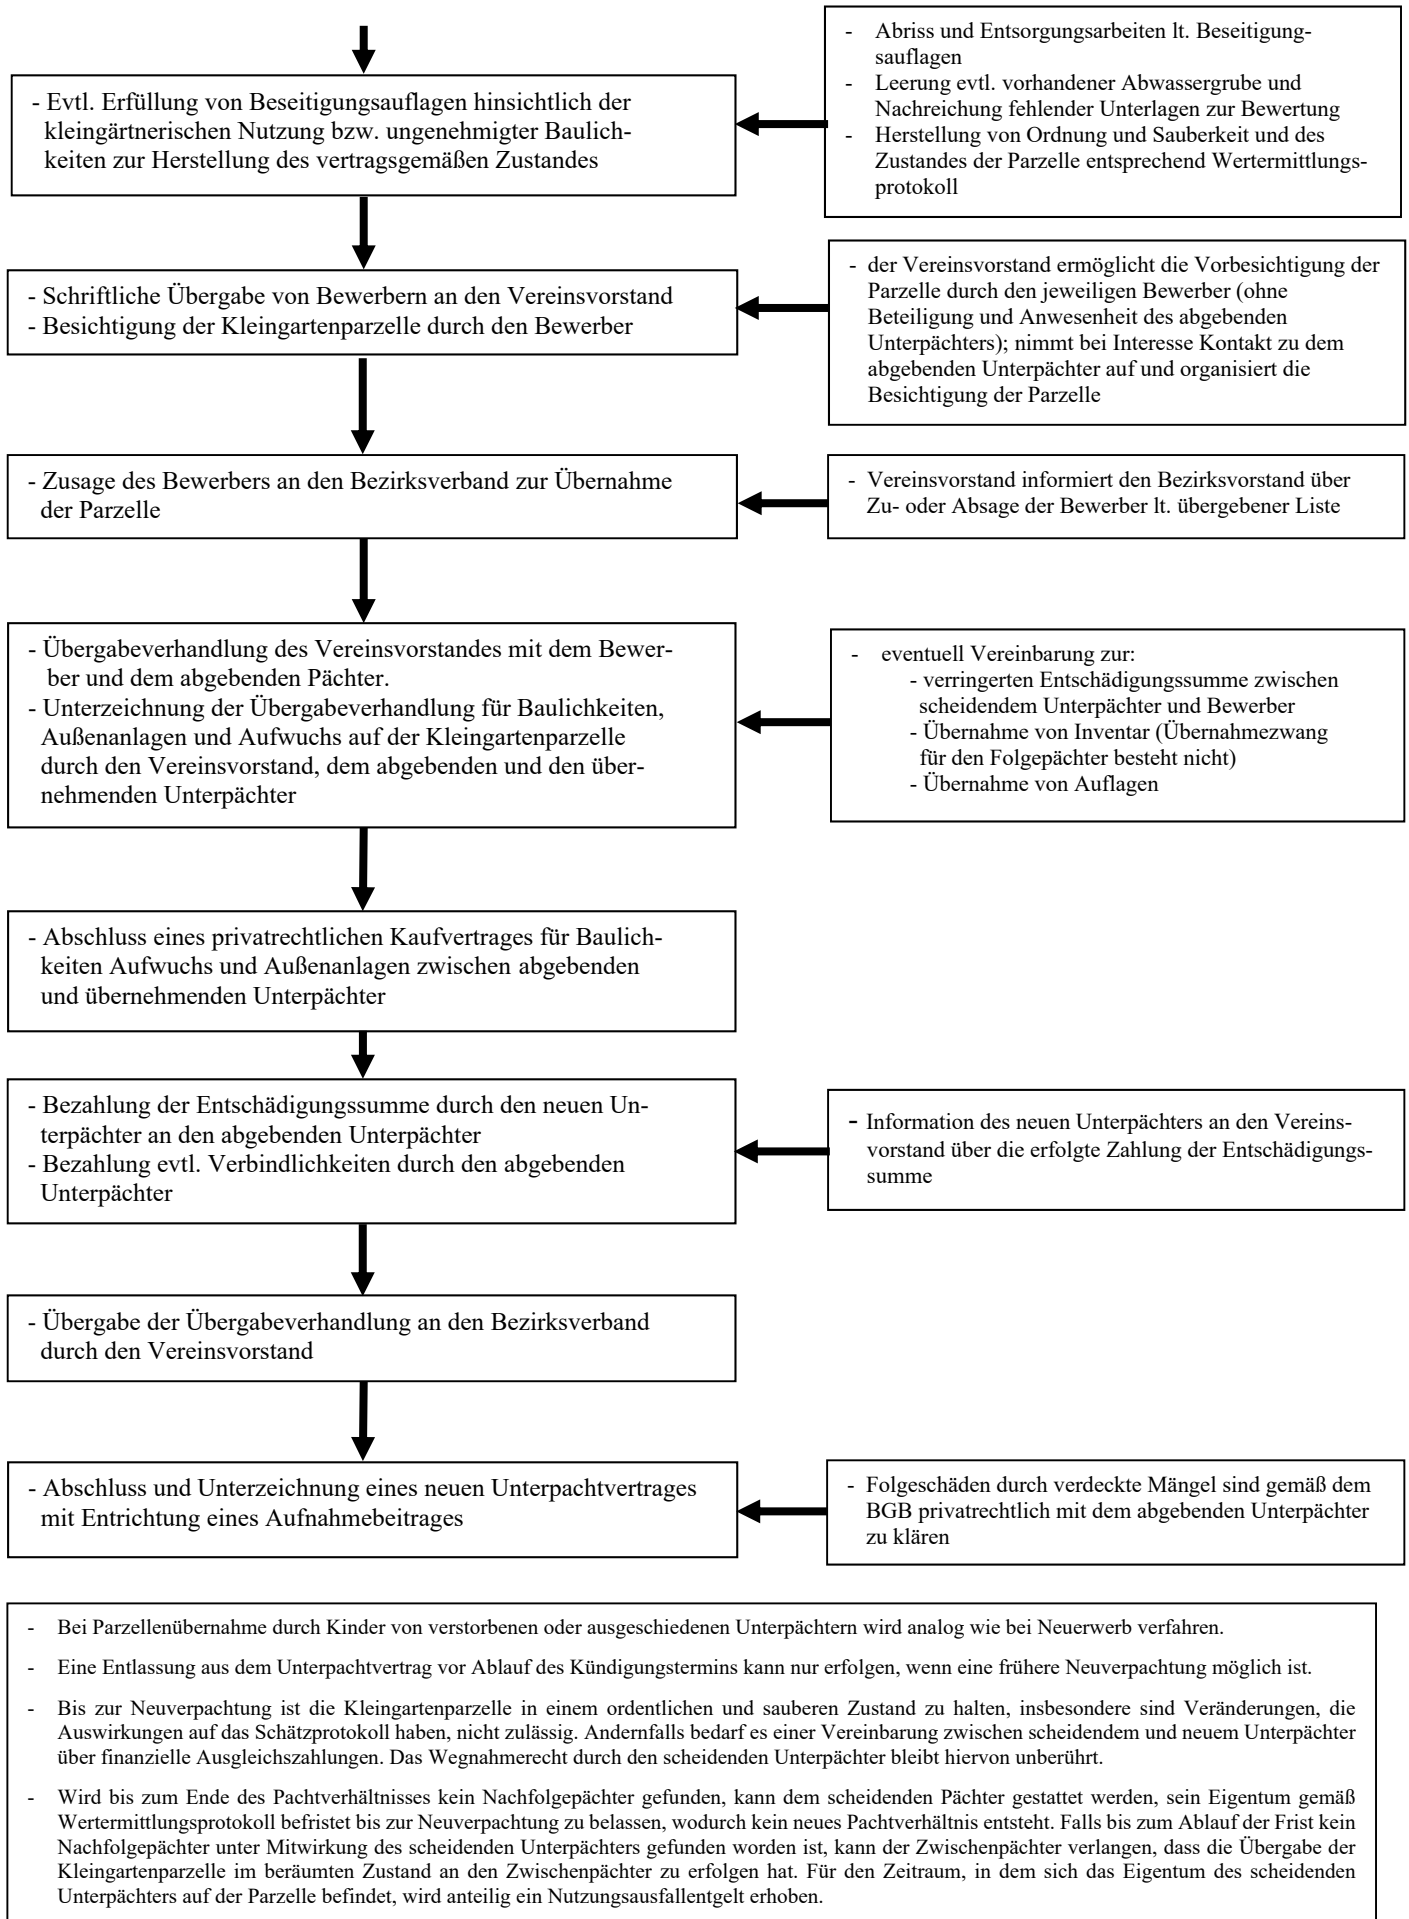 - Evtl. Erfüllung von Beseitigungsauflagen hinsichtlich der
kleingärtnerischen Nutzung bzw. ungenehmigter Baulich-
keiten zur Herstellung des vertragsgemäßen Zustandes
- Abriss und Entsorgungsarbeiten lt. Beseitigung-
sauflagen
- Leerung evtl. vorhandener Abwassergrube und
Nachreichung fehlender Unterlagen zur Bewertung
- Herstellung von Ordnung und Sauberkeit und des
Zustandes der Parzelle entsprechend Wertermittlungs-
protokoll
- Schriftliche Übergabe von Bewerbern an den Vereinsvorstand
- Besichtigung der Kleingartenparzelle durch den Bewerber
- der Vereinsvorstand ermöglicht die Vorbesichtigung der
Parzelle durch den jeweiligen Bewerber (ohne
Beteiligung und Anwesenheit des abgebenden
Unterpächters); nimmt bei Interesse Kontakt zu dem
abgebenden Unterpächter auf und organisiert die
Besichtigung der Parzelle
- Zusage des Bewerbers an den Bezirksverband zur Übernahme
der Parzelle
- Vereinsvorstand informiert den Bezirksvorstand über
Zu- oder Absage der Bewerber lt. übergebener Liste
- Übergabeverhandlung des Vereinsvorstandes mit dem Bewer-
ber und dem abgebenden Pächter.
- Unterzeichnung der Übergabeverhandlung für Baulichkeiten,
Außenanlagen und Aufwuchs auf der Kleingartenparzelle
durch den Vereinsvorstand, dem abgebenden und den über-
nehmenden Unterpächter
- eventuell Vereinbarung zur:
- verringerten Entschädigungssumme zwischen
scheidendem Unterpächter und Bewerber
- Übernahme von Inventar (Übernahmezwang
für den Folgepächter besteht nicht)
- Übernahme von Auflagen
- Abschluss eines privatrechtlichen Kaufvertrages für Baulich-
keiten Aufwuchs und Außenanlagen zwischen abgebenden
und übernehmenden Unterpächter
- Bezahlung der Entschädigungssumme durch den neuen Un-
terpächter an den abgebenden Unterpächter
- Bezahlung evtl. Verbindlichkeiten durch den abgebenden
Unterpächter
- Information des neuen Unterpächters an den Vereins-
vorstand über die erfolgte Zahlung der Entschädigungs-
summe
- Übergabe der Übergabeverhandlung an den Bezirksverband
durch den Vereinsvorstand
- Abschluss und Unterzeichnung eines neuen Unterpachtvertrages
mit Entrichtung eines Aufnahmebeitrages
- Folgeschäden durch verdeckte Mängel sind gemäß dem
BGB privatrechtlich mit dem abgebenden Unterpächter
zu klären
- Bei Parzellenübernahme durch Kinder von verstorbenen oder ausgeschiedenen Unterpächtern wird analog wie bei Neuerwerb verfahren.
- Eine Entlassung aus dem Unterpachtvertrag vor Ablauf des Kündigungstermins kann nur erfolgen, wenn eine frühere Neuverpachtung möglich ist.
- Bis zur Neuverpachtung ist die Kleingartenparzelle in einem ordentlichen und sauberen Zustand zu halten, insbesondere sind Veränderungen, die
Auswirkungen auf das Schätzprotokoll haben, nicht zulässig. Andernfalls bedarf es einer Vereinbarung zwischen scheidendem und neuem Unterpächter
über finanzielle Ausgleichszahlungen. Das Wegnahmerecht durch den scheidenden Unterpächter bleibt hiervon unberührt.
- Wird bis zum Ende des Pachtverhältnisses kein Nachfolgepächter gefunden, kann dem scheidenden Pächter gestattet werden, sein Eigentum gemäß
Wertermittlungsprotokoll befristet bis zur Neuverpachtung zu belassen, wodurch kein neues Pachtverhältnis entsteht. Falls bis zum Ablauf der Frist kein
Nachfolgepächter unter Mitwirkung des scheidenden Unterpächters gefunden worden ist, kann der Zwischenpächter verlangen, dass die Übergabe der
Kleingartenparzelle im beräumten Zustand an den Zwischenpächter zu erfolgen hat. Für den Zeitraum, in dem sich das Eigentum des scheidenden
Unterpächters auf der Parzelle befindet, wird anteilig ein Nutzungsausfallentgelt erhoben.